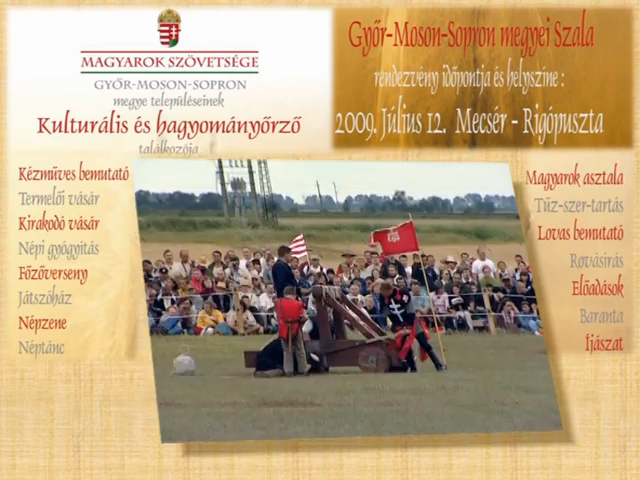 MAGYAROK SZÖVETSÉGE
GYŐR-MOSON-SOPRON
megye településeinek
Kulturális és hagyományőrző
találkozója
Győr-Moson-Sopron megyei Szala
rendezvény időpontja és helyszíne :
2009. Július 12. Mecsér - Rigópuszta
Kézműves bemutató
Termelői vásár
Kirakodó vásár
Népi gyógyítás
Főzőverseny
Játszóház
Népzene
Néptánc
Magyarok asztala
Tűz-szer-tartás
Lovas bemutató
Rovásírás
Előadások
Baranta
Íjászat